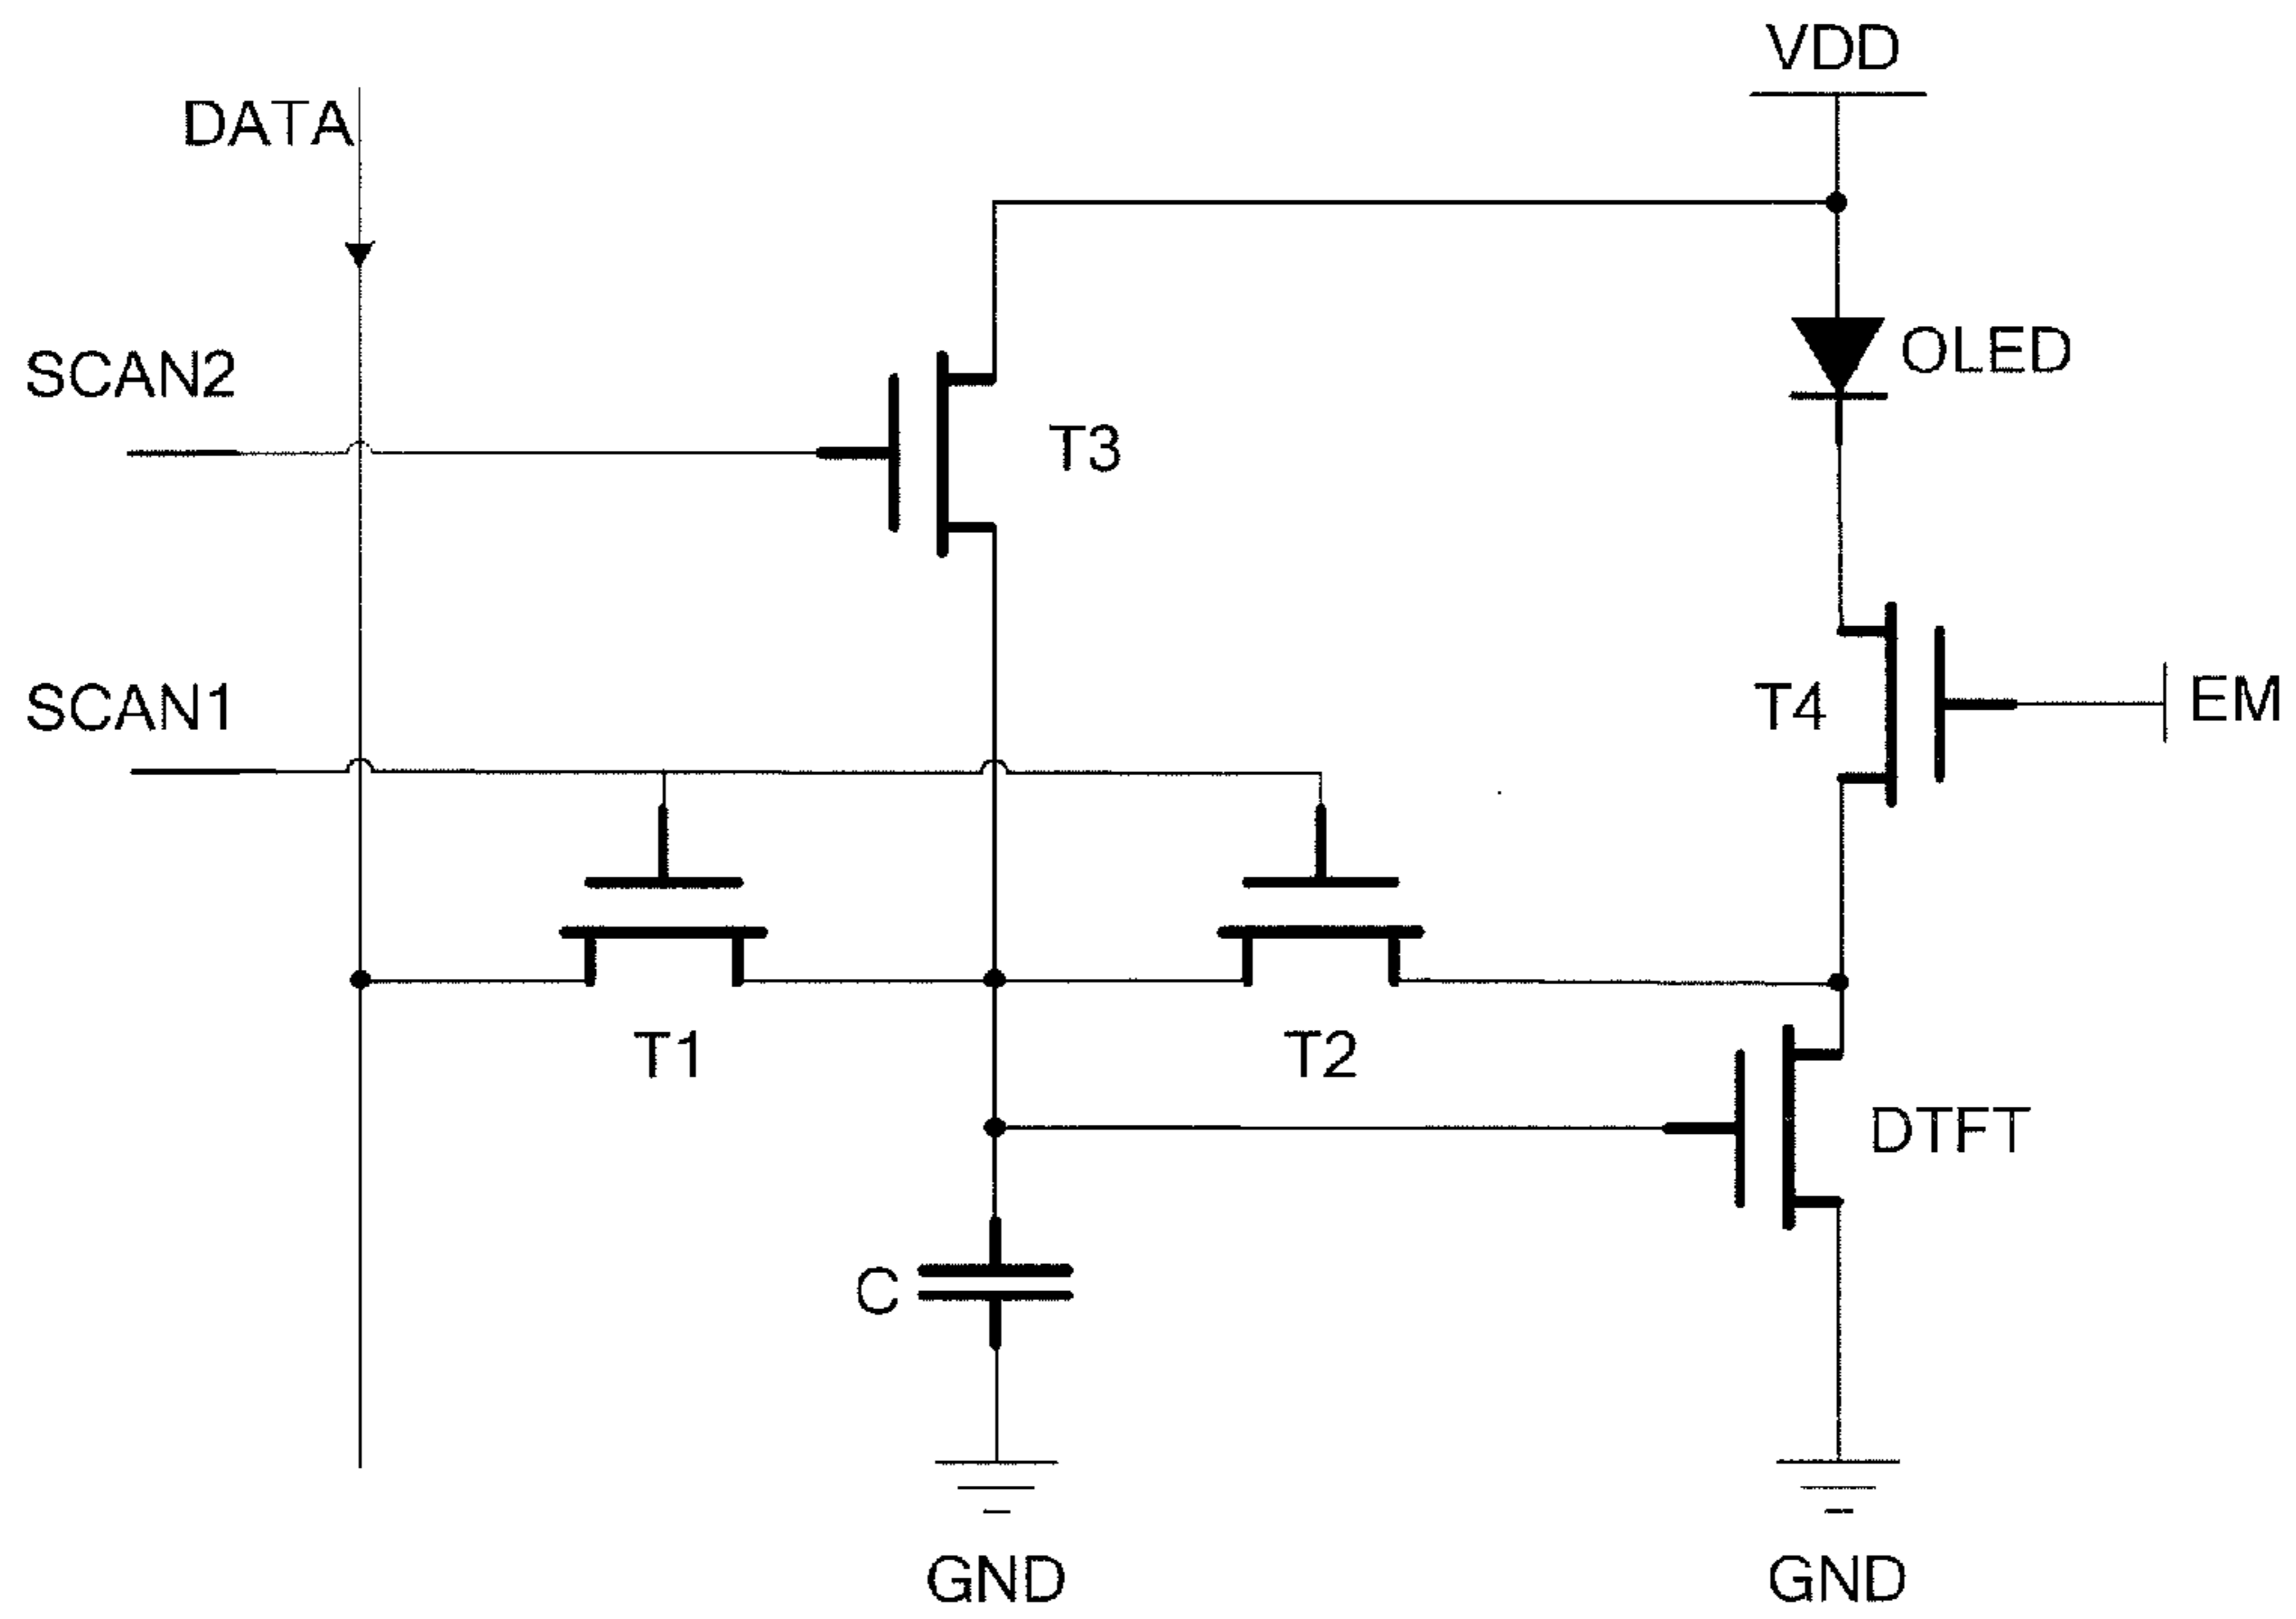 VDD
DATA
OLED
SCAN2
T3
SCAN1
T4
EM
T1
T2
DTFT
C
GND
GND